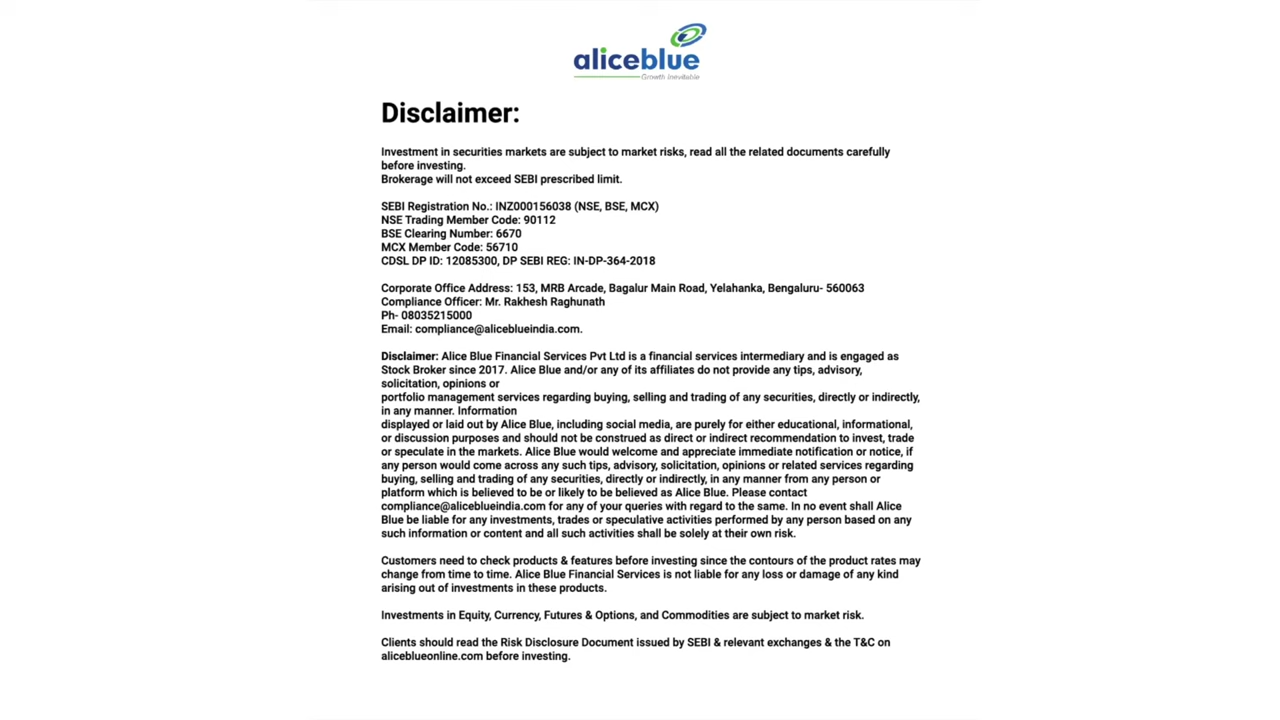 aliceblue
Growth Inevitable
Disclaimer:
Investment in securities markets are subject to market risks, read all the related documents carefully
before investing.
Brokerage will not exceed SEBI prescribed limit.
SEBI Registration No.: INZ000156038 (NSE, BSE, MCX)
NSE Trading Member Code: 90112
BSE Clearing Number: 6670
MCX Member Code: 56710
CDSL DP ID: 12085300, DP SEBI REG: IN-DP-364-2018
Corporate Office Address: 153, MRB Arcade, Bagalur Main Road, Yelahanka, Bengaluru- 560063
Compliance Officer: Mr. Rakhesh Raghunath
Ph- 08035215000
Email: compliance@aliceblueindia.com.
Disclaimer: Alice Blue Financial Services Pvt Ltd is a financial services intermediary and is engaged as
Stock Broker since 2017. Alice Blue and/or any of its affiliates do not provide any tips, advisory,
solicitation, opinions or
portfolio management services regarding buying, selling and trading of any securities, directly or indirectly,
in any manner. Information
displayed or laid out by Alice Blue, including social media, are purely for either educational, informational,
or discussion purposes and should not be construed as direct or indirect recommendation to invest, trade
or speculate in the markets. Alice Blue would welcome and appreciate immediate notification or notice, if
any person would come across any such tips, advisory, solicitation, opinions or related services regarding
buying, selling and trading of any securities, directly or indirectly, in any manner from any person or
platform which is believed to be or likely to be believed as Alice Blue. Please contact
compliance@aliceblueindia.com for any of your queries with regard to the same. In no event shall Alice
Blue be liable for any investments, trades or speculative activities performed by any person based on any
such information or content and all such activities shall be solely at their own risk.
Customers need to check products & features before investing since the contours of the product rates may
change from time to time. Alice Blue Financial Services is not liable for any loss or damage of any kind
arising out of investments in these products.
Investments in Equity, Currency, Futures & Options, and Commodities are subject to market risk.
Clients should read the Risk Disclosure Document issued by SEBI & relevant exchanges & the T&C on
aliceblueonline.com before investing.